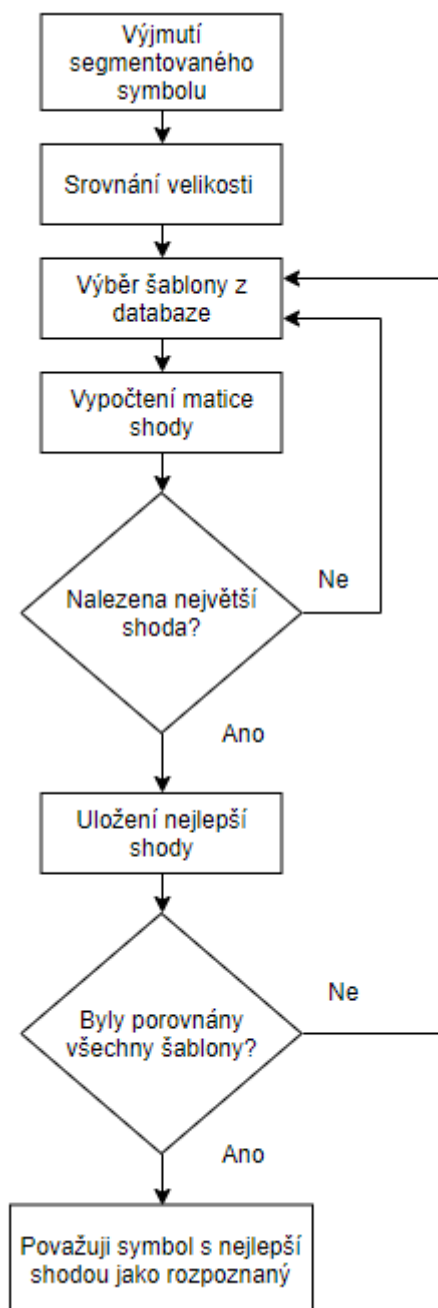 Výjmutí
segmentovaného
symbolu
Srovnání velikosti
Výběr šablony z
databaze
Vypočtení matice
shody
Nalezena největší
shoda?
Ne
Ano
Uložení nejlepší
shody
Byly porovnány
všechny šablony?
Ne
Ano
Považuji symbol s nejlepší
shodou jako rozpoznaný